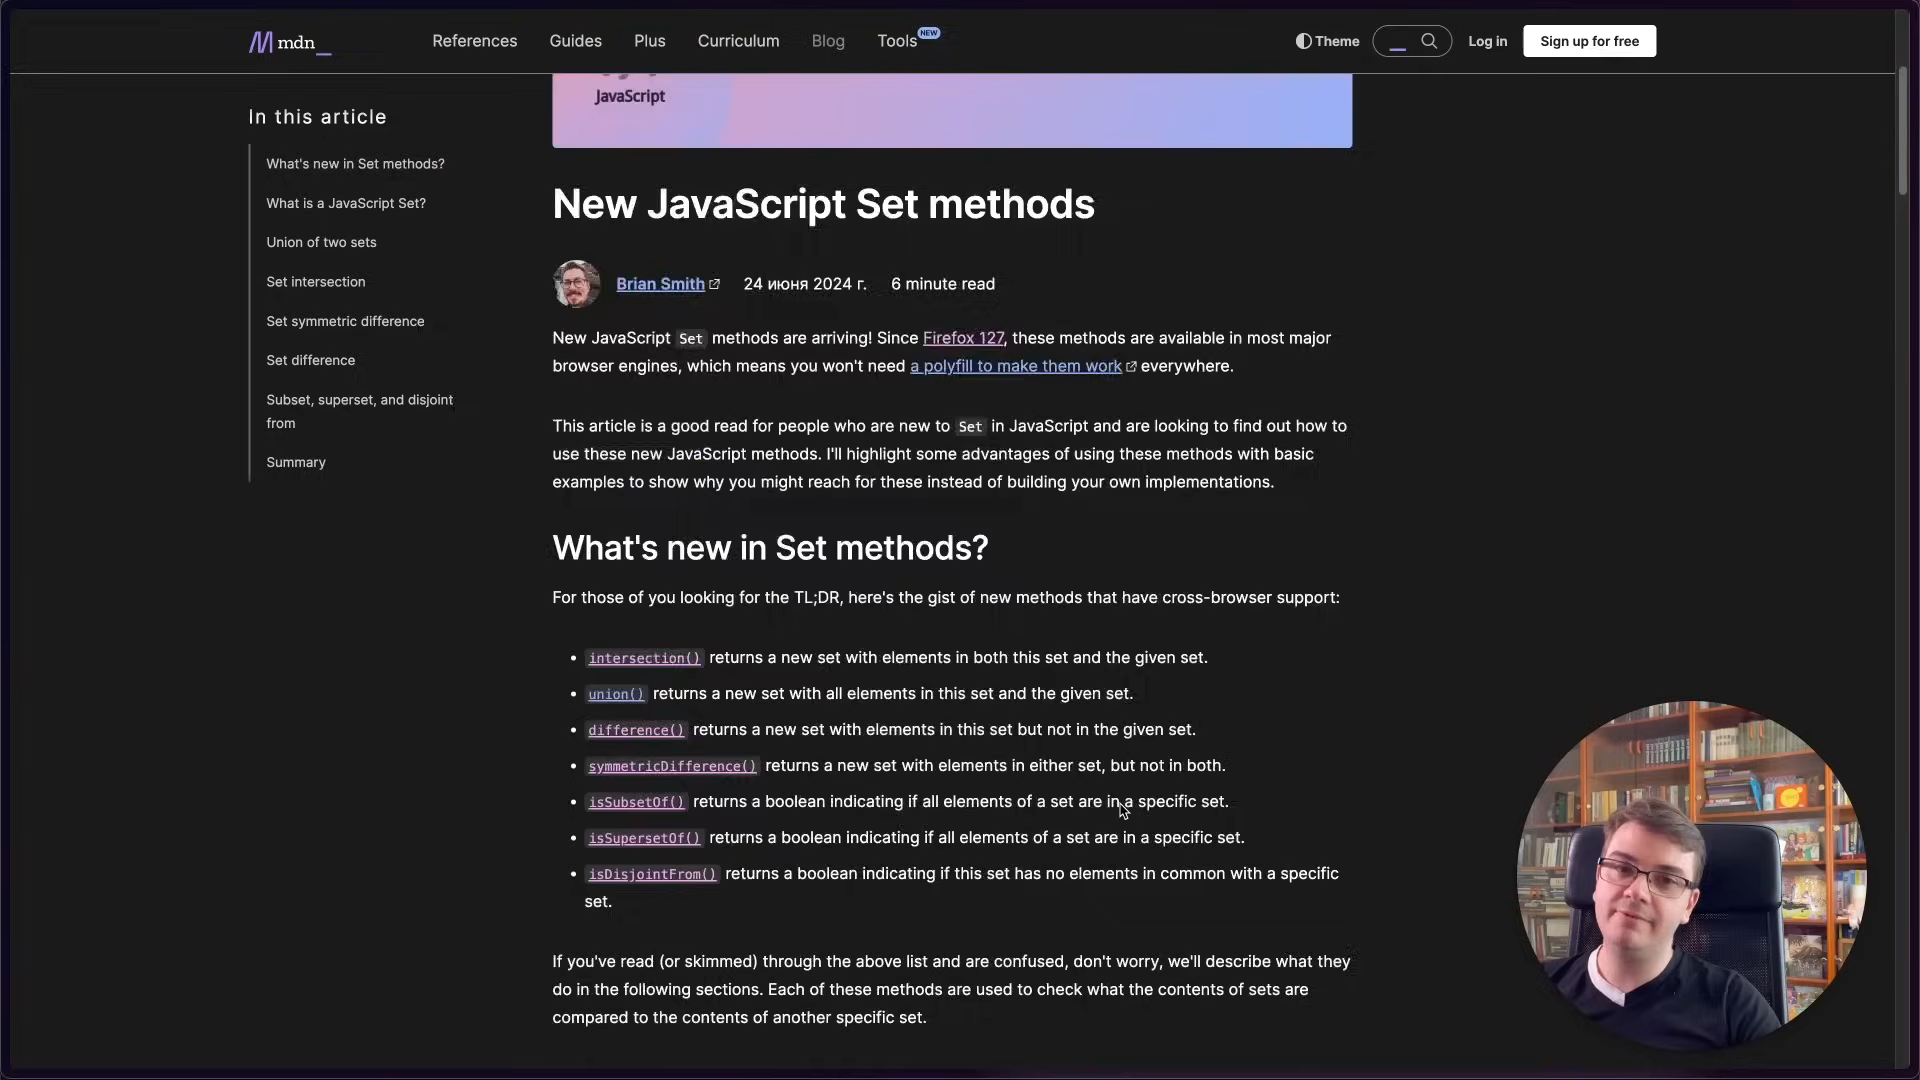 mdn_
References
Guides
Plus
Curriculum
Blog
Tools
NEW
Theme
Log in
Sign up for free
In this article
What's new in Set methods?
What is a JavaScript Set?
Union of two sets
Set intersection
Set symmetric difference
Set difference
Subset, superset, and disjoint
from
Summary
JavaScript
New JavaScript Set methods
Brian Smith 24 июня 2024 г. 6 minute read
New JavaScript Set methods are arriving! Since Firefox 127, these methods are available in most major
browser engines, which means you won't need a polyfill to make them work everywhere.
This article is a good read for people who are new to Set in JavaScript and are looking to find out how to
use these new JavaScript methods. I'll highlight some advantages of using these methods with basic
examples to show why you might reach for these instead of building your own implementations.
What's new in Set methods?
For those of you looking for the TL;DR, here's the gist of new methods that have cross-browser support:
• intersection() returns a new set with elements in both this set and the given set.
• union() returns a new set with all elements in this set and the given set.
• difference() returns a new set with elements in this set but not in the given set.
• symmetricDifference() returns a new set with elements in either set, but not in both.
• isSubsetOf() returns a boolean indicating if all elements of a set are in a specific set.
• isSupersetOf() returns a boolean indicating if all elements of a set are in a specific set.
• isDisjointFrom() returns a boolean indicating if this set has no elements in common with a specific
set.
If you've read (or skimmed) through the above list and are confused, don't worry, we'll describe what they
do in the following sections. Each of these methods are used to check what the contents of sets are
compared to the contents of another specific set.